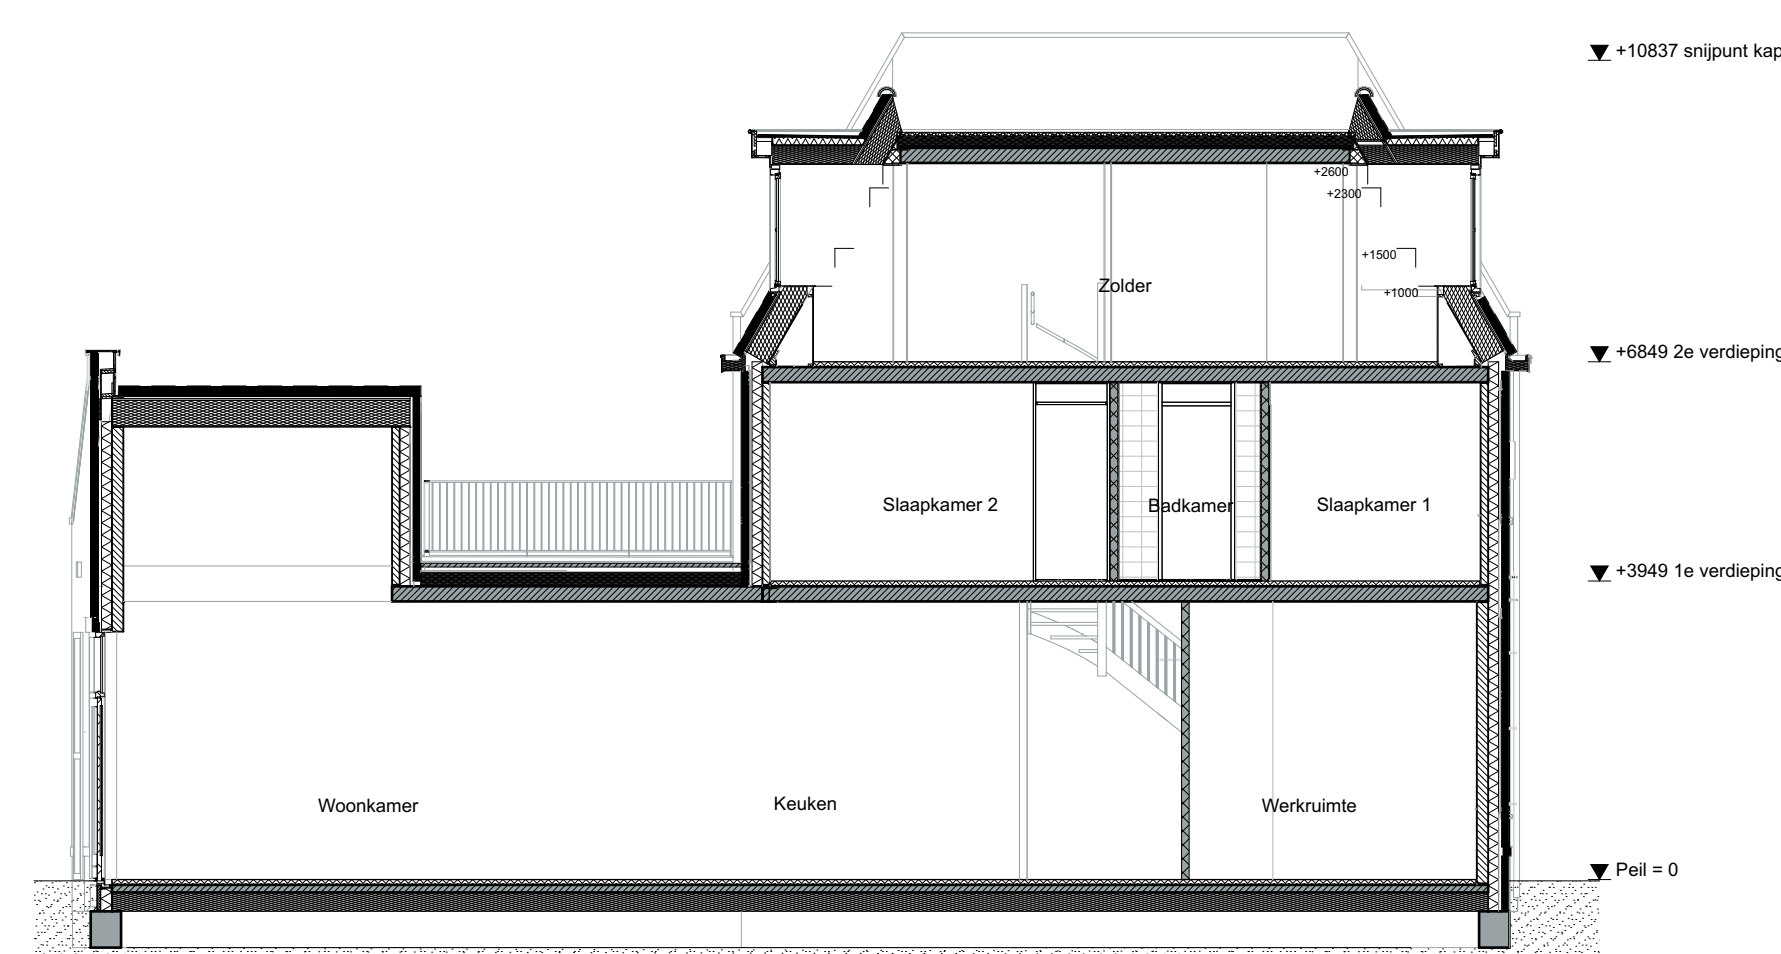 +10837 snijpunt kap
+2600
+2300
+1500
Zolder
+1000
+6849 2e verdieping
Slaapkamer 2
Badkamer
Slaapkamer 1
+3949 1e verdieping
Woonkamer
Keuken
Werkruimte
Peil = 0